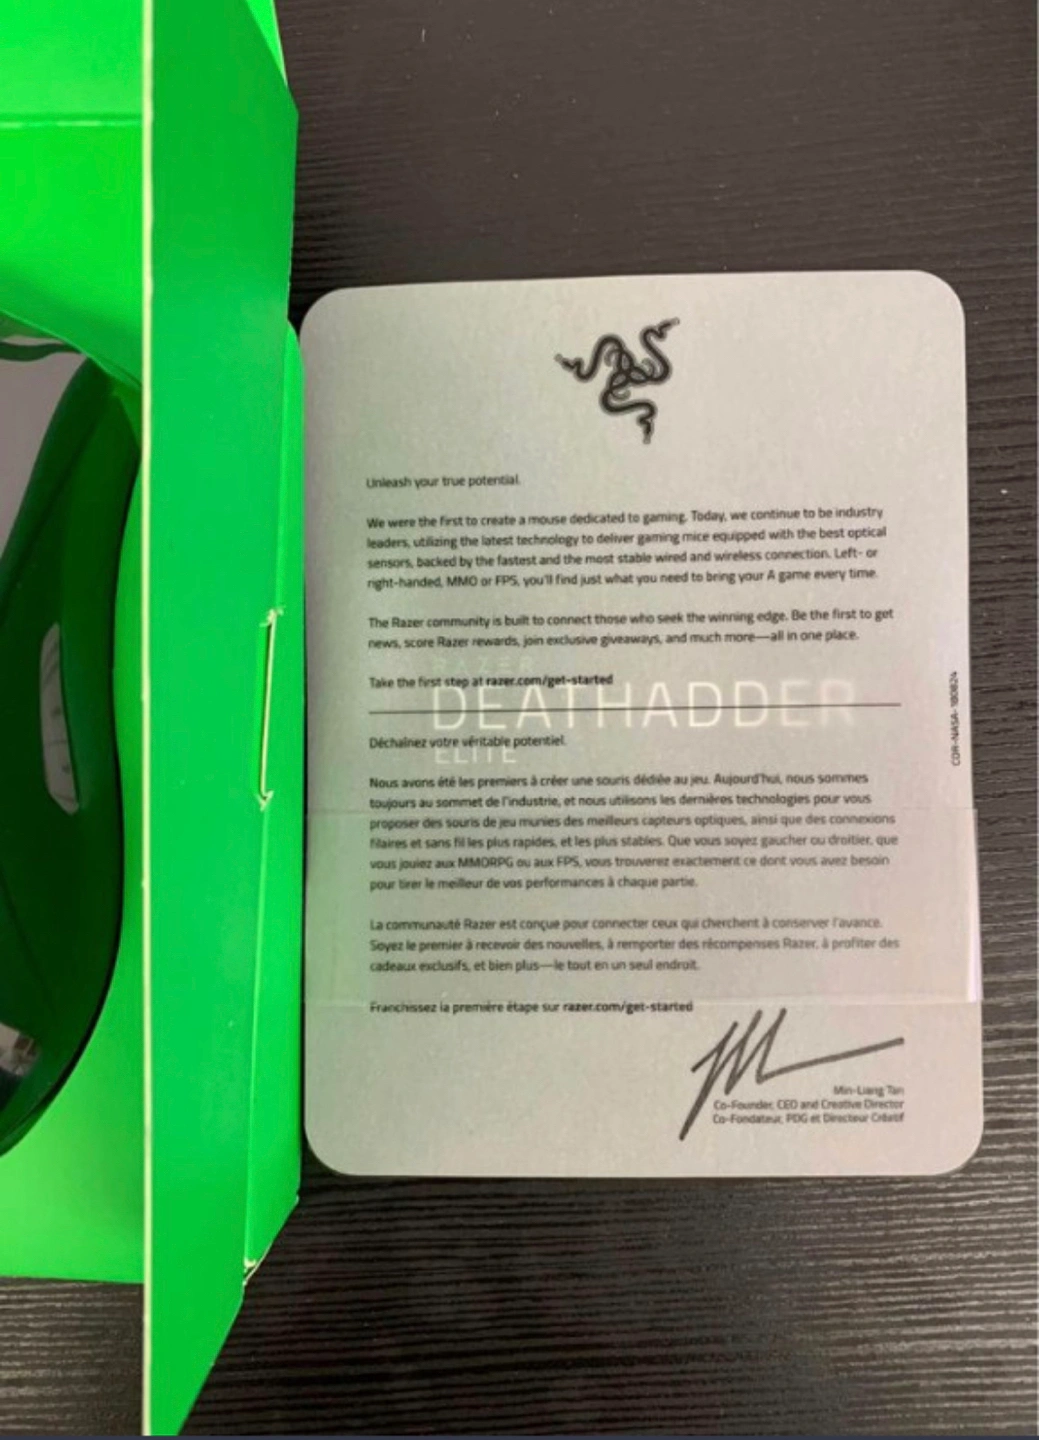 Unleash your true potential.
We were the first to create a mouse dedicated to gaming. Today, we continue to be industry
leaders, utilizing the latest technology to deliver gaming mice equipped with the best optical
sensors, backed by the fastest and the most stable wired and wireless connection. Left- or
right-handed, MMO or FPS, you'll find just what you need to bring your A game every time.
The Razer community is built to connect those who seek the winning edge. Be the first to get
news, score Razer rewards, join exclusive giveaways, and much more—all in one place.
RAZER
Take the first step at razer.com/get-started
DEATHADDER
ELITE
Déchaînez votre véritable potentiel.
Nous avons été les premiers à créer une souris dédiée au jeu. Aujourd'hui, nous sommes
toujours au sommet de l'industrie, et nous utilisons les dernières technologies pour vous
proposer des souris de jeu munies des meilleurs capteurs optiques, ainsi que des connexions
filaires et sans fil les plus rapides, et les plus stables. Que vous soyez gaucher ou droitier, que
vous jouiez aux MMORPG ou aux FPS, vous trouverez exactement ce dont vous avez besoin
pour tirer le meilleur de vos performances à chaque partie.
La communauté Razer est conçue pour connecter ceux qui cherchent à conserver l'avance.
Soyez le premier à recevoir des nouvelles, à remporter des récompenses Razer, à profiter des
cadeaux exclusifs, et bien plus—le tout en un seul endroit.
Franchissez la première étape sur razer.com/get-started
Min-Liang Tan
Co-Founder, CEO and Creative Director
Co-Fondateur, PDG et Directeur Créatif
COR-NASA-180824